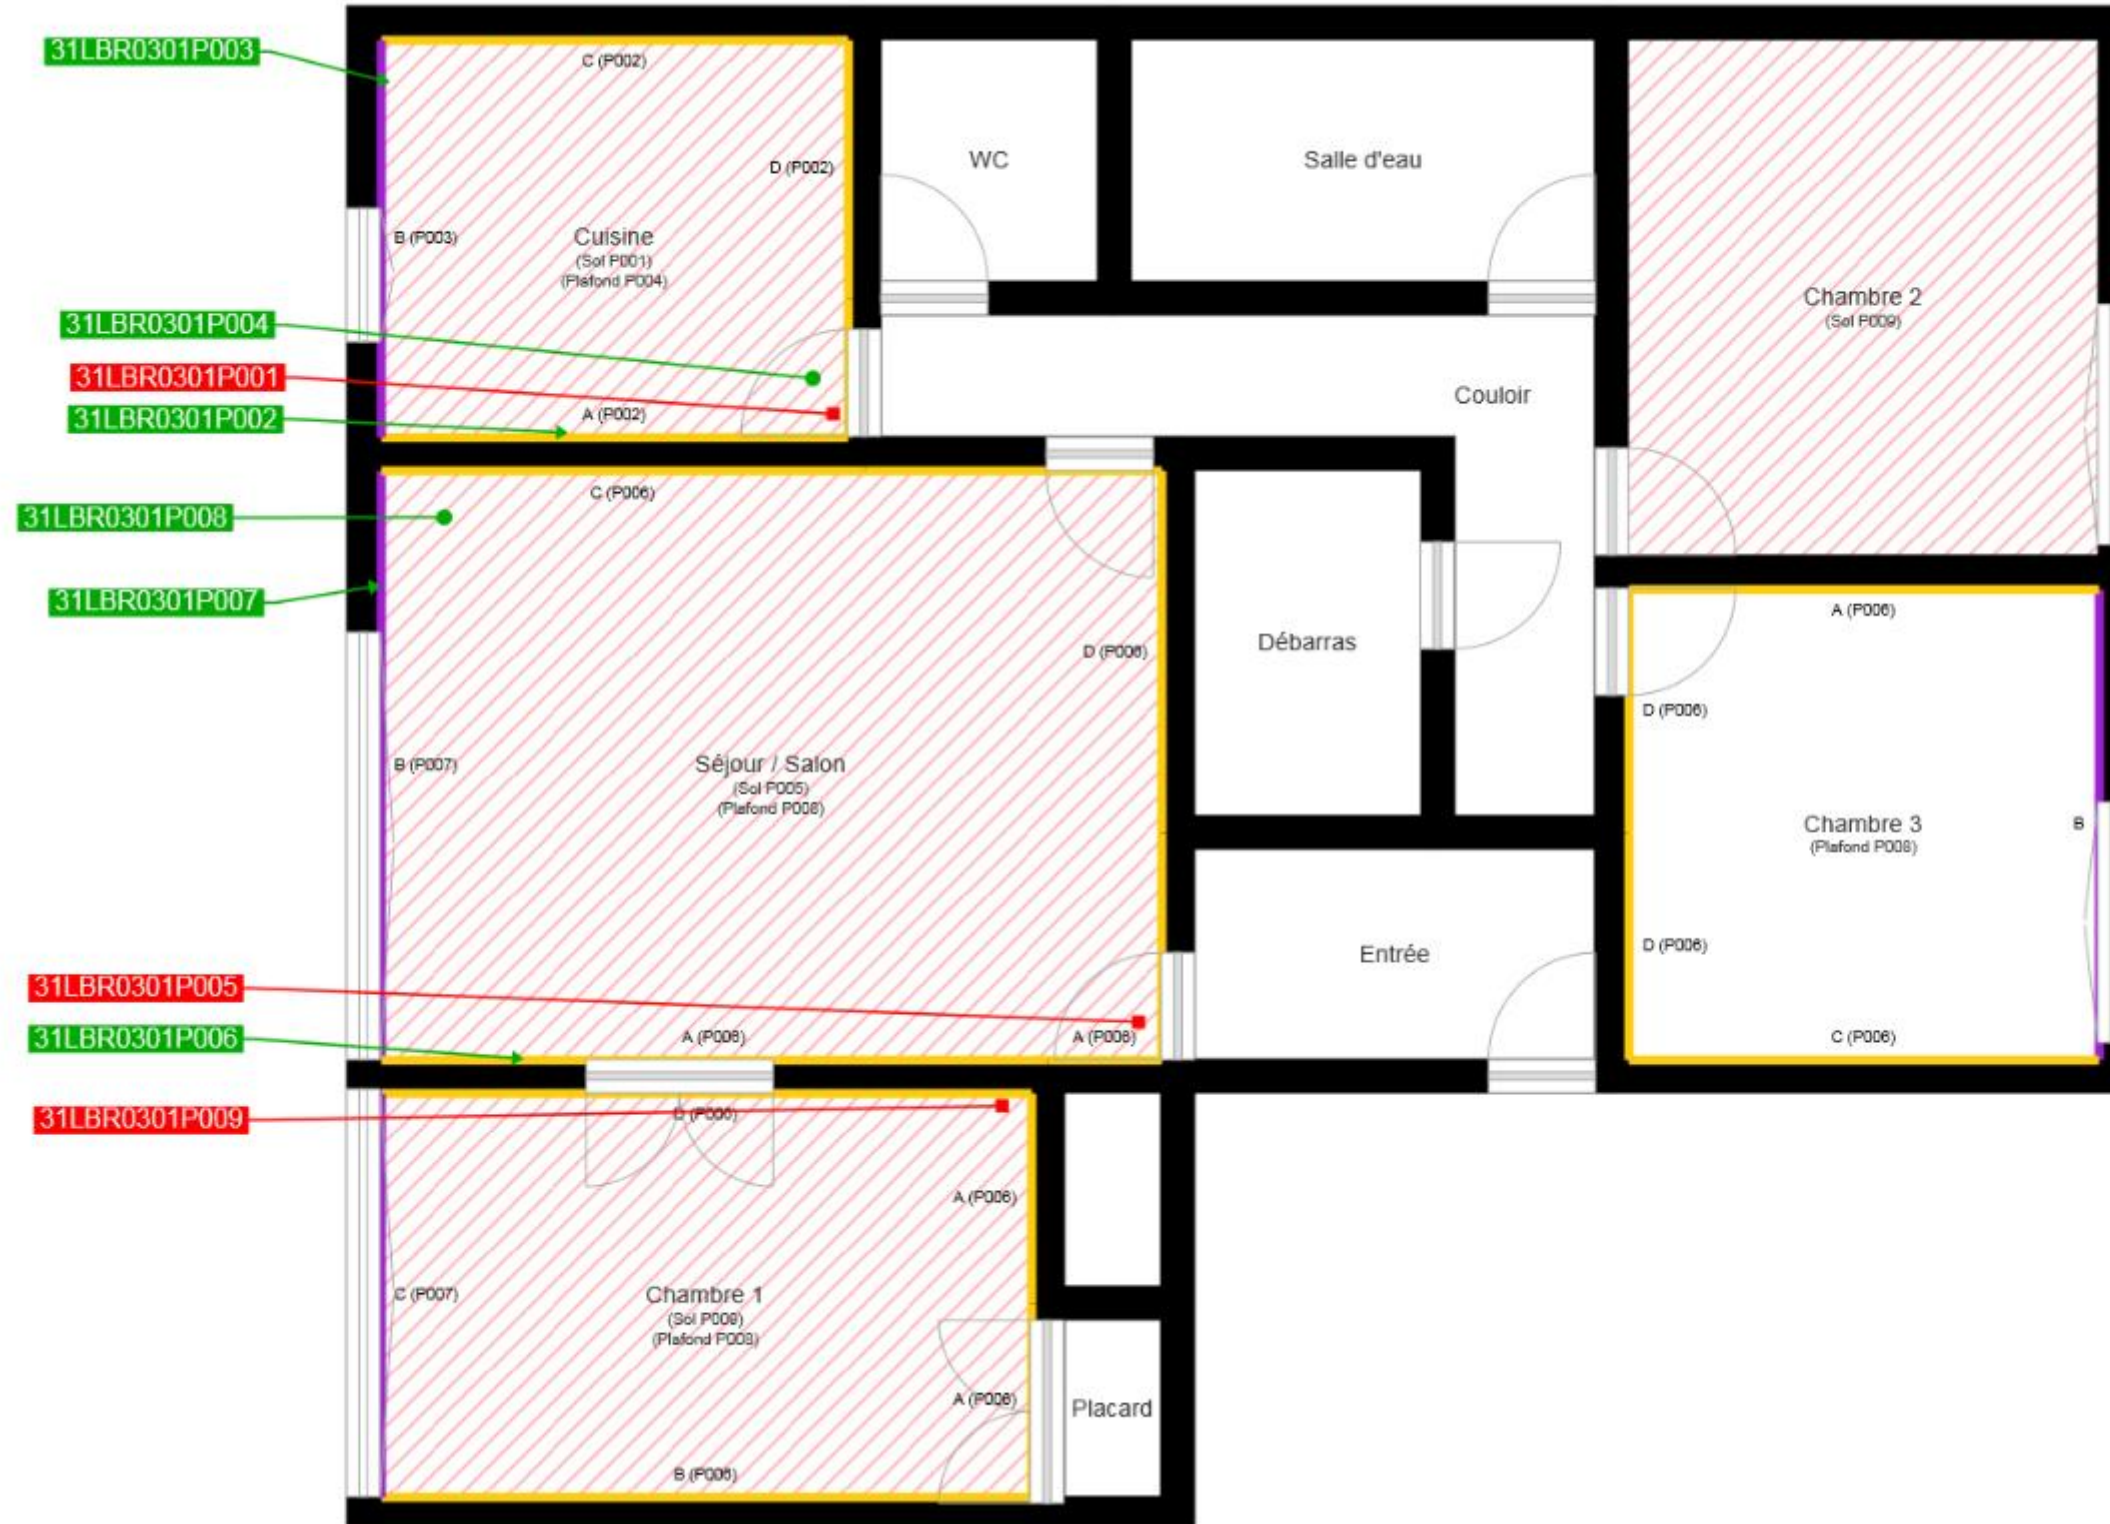 31LBR0301P003
C (P002)
WC
Salle d'eau
D (P002)
B (P003)
Cuisine
(Sol P001)
(Plafond P004)
Chambre 2
(Sol P009)
31LBR0301P004
31LBR0301P001
31LBR0301P002
A (P002)
Couloir
C (P006)
31LBR0301P008
31LBR0301P007
A (P006)
Débarras
D (P006)
D (P006)
B (P007)
Séjour / Salon
(Sol P005)
(Plafond P008)
Chambre 3
(Plafond P008)
B
Entrée
D (P006)
31LBR0301P005
31LBR0301P006
A (P006)
A (P006)
C (P006)
31LBR0301P009
D (P006)
A (P006)
C (P007)
Chambre 1
(Sol P009)
(Plafond P008)
A (P006)
Placard
B (P006)